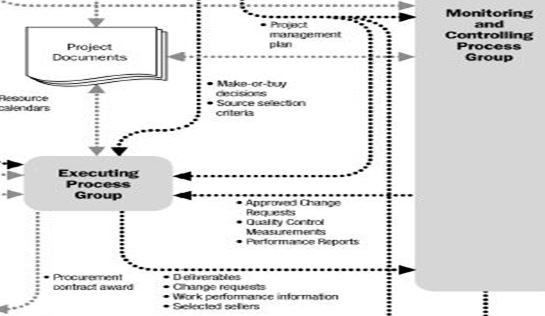 Monitoring
and
Controlling
Process
Group
• Project
management
plan
Project
Documents
Resource
calendars
• Make-or-buy
decisions
• Source selection
criteria
Executing
Process
Group
• Approved Change
Requests
• Quality Control
Measurements
• Performance Reports
• Procurement
contract award
• Deliverables
• Change requests
• Work performance information
• Selected sellers